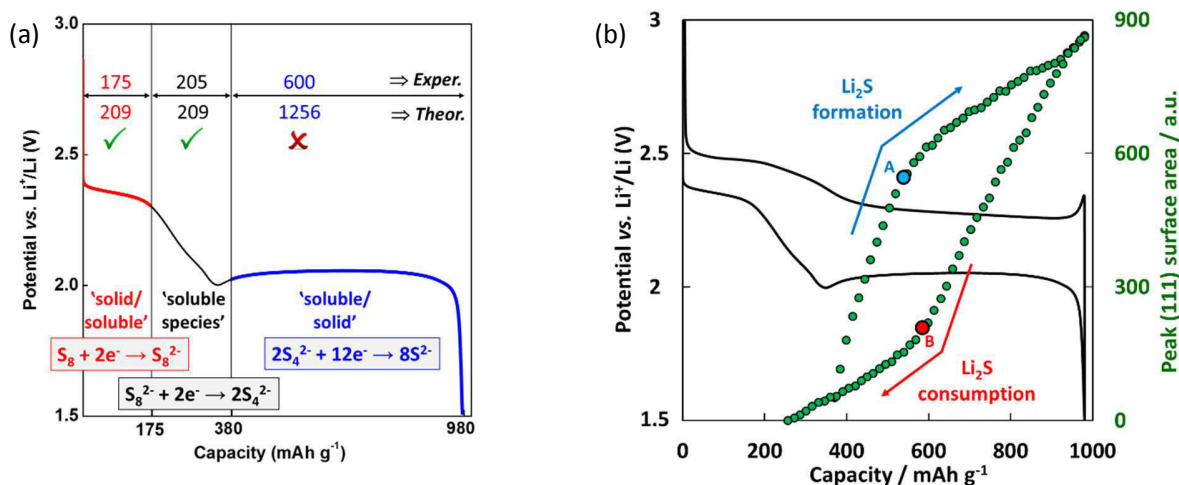 (a)
3.0
2.5
2.0
1.5
Potential vs. Li⁺/Li (V)
175 205 600 ⇒ Exper.
209 209 1256 ⇒ Theor.
'solid/
soluble'
'soluble
species'
'soluble/
solid'
S₈ + 2e⁻ → S₈²⁻
2S₄²⁻ + 12e⁻ → 8S²⁻
S₈²⁻ + 2e⁻ → 2S₄²⁻
175 380 980
Capacity (mAh g⁻¹)
(b)
3
2.5
2
1.5
Potential vs. Li⁺/Li (V)
Li₂S
formation
A
B
Li₂S
consumption
0 200 400 600 800 1000
Capacity / mAh g⁻¹
900
600
300
0
Peak (111) surface area / a.u.